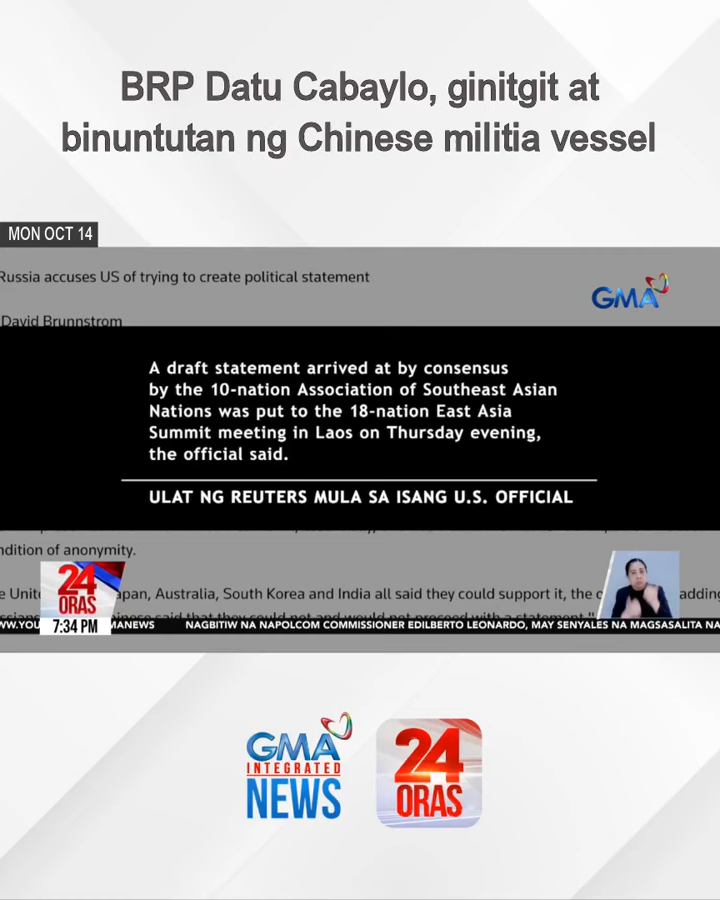 BRP Datu Cabaylo, ginitgit at
binuntutan ng Chinese militia vessel
MON OCT 14
Russia accuses US of trying to create political statement
GMA
David Brunnstrom
A draft statement arrived at by consensus
by the 10-nation Association of Southeast Asian
Nations was put to the 18-nation East Asia
Summit meeting in Laos on Thursday evening,
the official said.
ULAT NG REUTERS MULA SA ISANG U.S. OFFICIAL
ndition of anonymity.
e Unite apan, Australia, South Korea and India all said they could support it, the o adding
24
ORAS
7:34 PM
WW.YOU MANEWS NAGBITIW NA NAPOLCOM COMMISSIONER EDILBERTO LEONARDO, MAY SENYALES NA MAGSASALITA NA
GMA
INTEGRATED
NEWS
24
ORAS